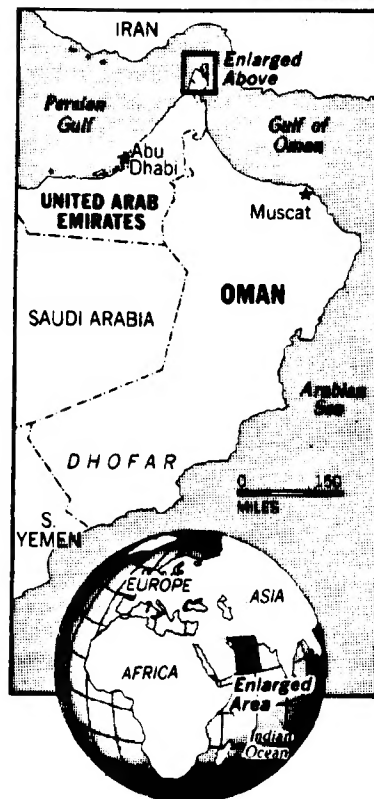 IRAN
Enlarged
Above
Persian
Gulf
Gulf of
Oman
Abu
Dhabi
UNITED ARAB
EMIRATES
Muscat
OMAN
SAUDI ARABIA
Arabian
Sea
DHOFAR
0 150
MILES
S.
YEMEN
EUROPE
ASIA
AFRICA
Enlarged
Area
Indian
Ocean